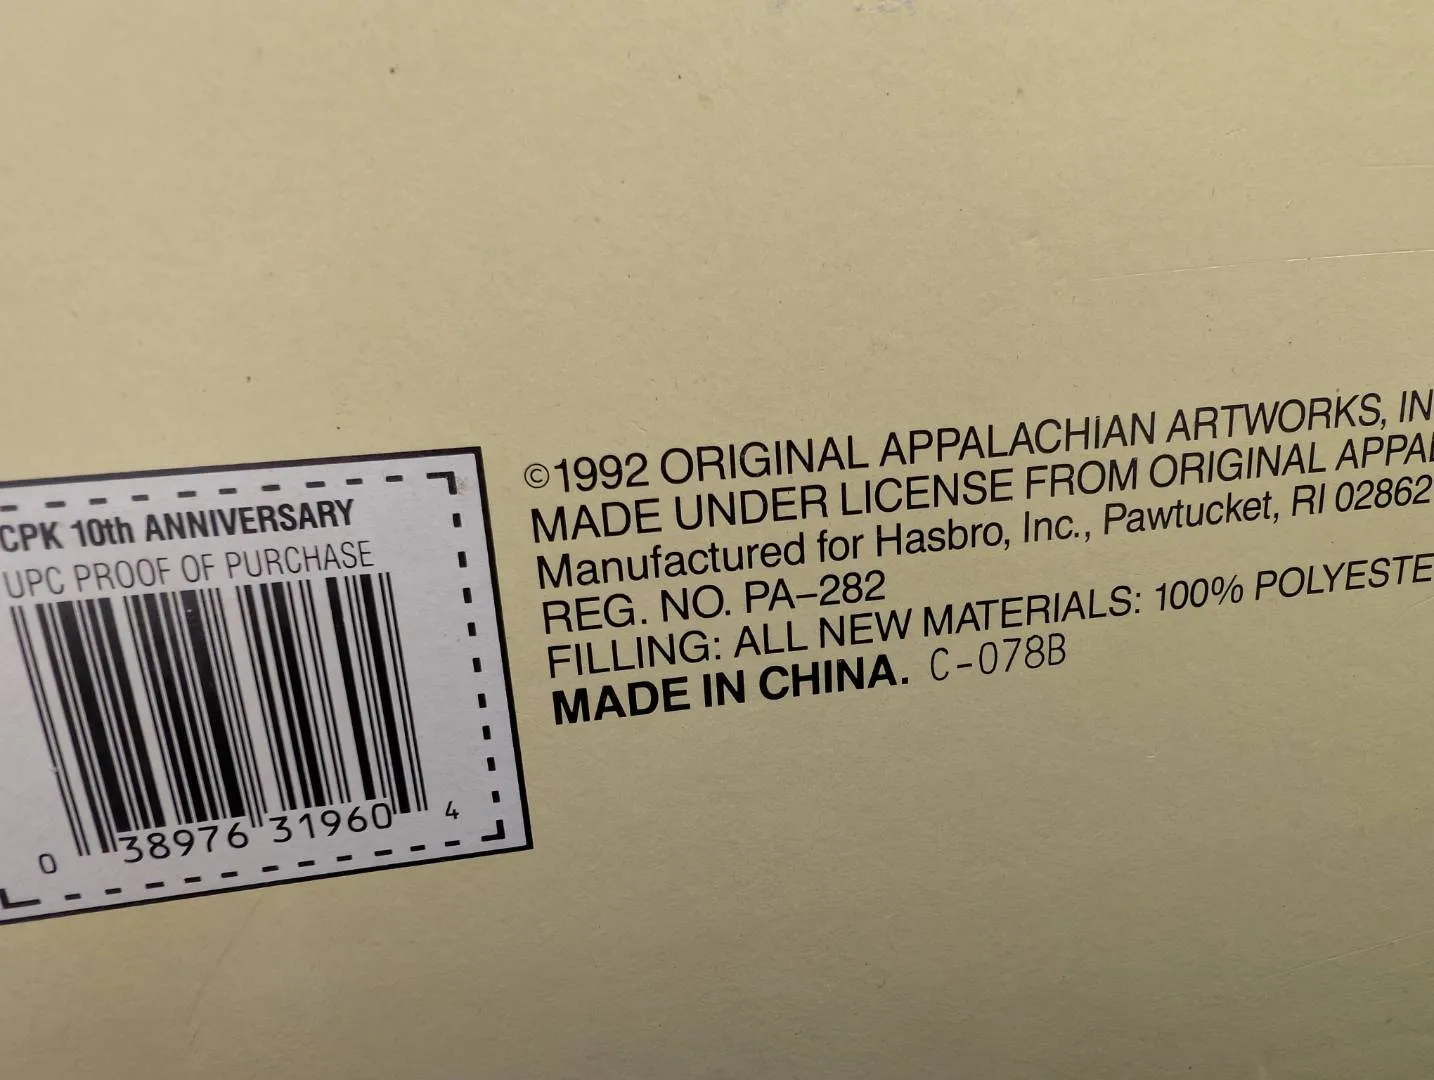 CPK 10th ANNIVERSARY
UPC PROOF OF PURCHASE
0 38976 31960 4
©1992 ORIGINAL APPALACHIAN ARTWORKS, IN
MADE UNDER LICENSE FROM ORIGINAL APPAL
Manufactured for Hasbro, Inc., Pawtucket, RI 02862
REG. NO. PA-282
FILLING: ALL NEW MATERIALS: 100% POLYESTE
MADE IN CHINA. C-078B